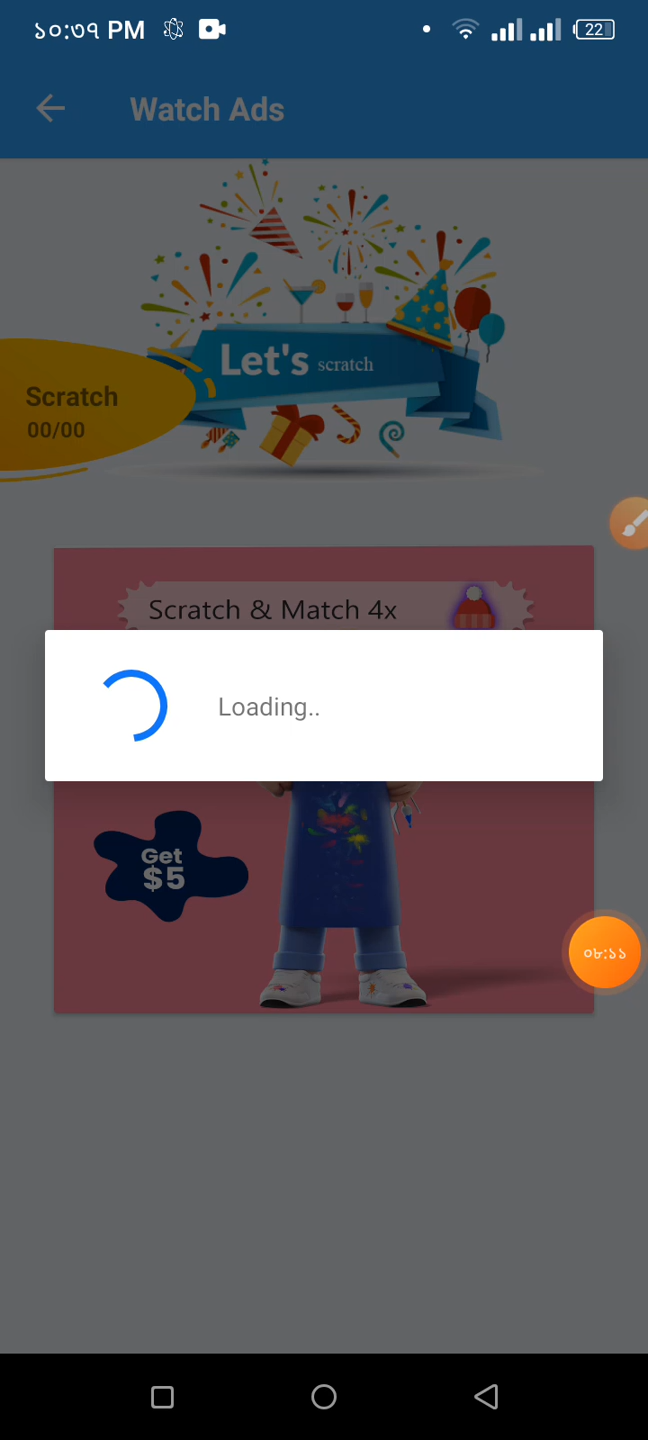 ১০:৩৭ PM
22
Watch Ads
Let's scratch
Scratch
00/00
Scratch & Match 4x
Loading..
Get
$5
০৮:১১